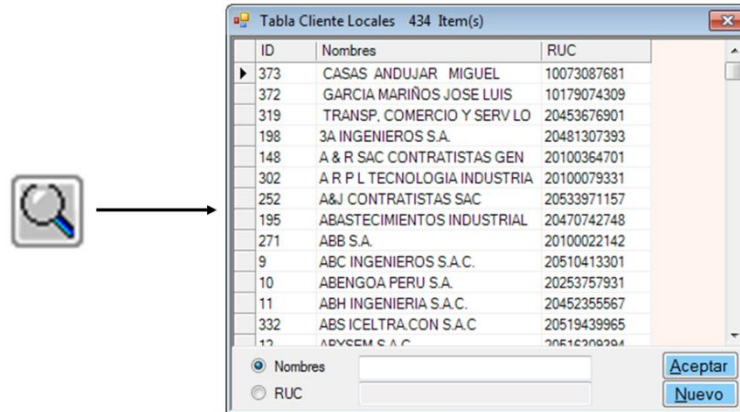 Tabla Cliente Locales 434 Item(s)
ID Nombres RUC
373 CASAS ANDUJAR MIGUEL 10073087681
372 GARCIA MARIÑOS JOSE LUIS 10179074309
319 TRANSP, COMERCIO Y SERV LO 20453676901
198 3A INGENIEROS S.A. 20481307393
148 A & R SAC CONTRATISTAS GEN 20100364701
302 A R P L TECNOLOGIA INDUSTRIA 20100079331
252 A&J CONTRATISTAS SAC 20533971157
195 ABASTECIMIENTOS INDUSTRIAL 20470742748
271 ABB S.A. 20100022142
9 ABC INGENIEROS S.A.C. 20510413301
10 ABENGOA PERU S.A. 20253757931
11 ABH INGENIERIA S.A.C. 20452355567
332 ABS ICELTRA.CON S.A.C 20519439965
12 ABYSEM S.A.C. 20516309394
Nombres Aceptar
RUC Nuevo